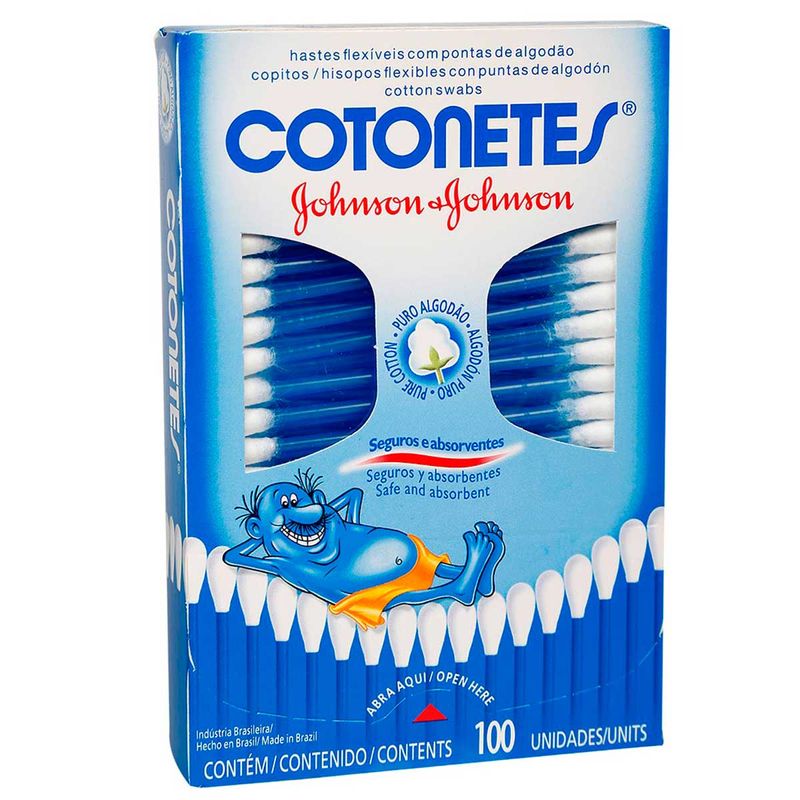 hastes flexíveis com pontas de algodão
copitos / hisopos flexibles con puntas de algodón
cotton swabs
COTONETES®
Johnson & Johnson
COTONETES®
• PURO ALGODÃO • ALGODÓN PURO • PURE COTTON
Seguros e absorventes
Seguros y absorbentes
Safe and absorbent
ABRA AQUI / OPEN HERE
Indústria Brasileira/
Hecho en Brasil/ Made in Brazil
CONTÉM / CONTENIDO / CONTENTS 100 UNIDADES/UNITS